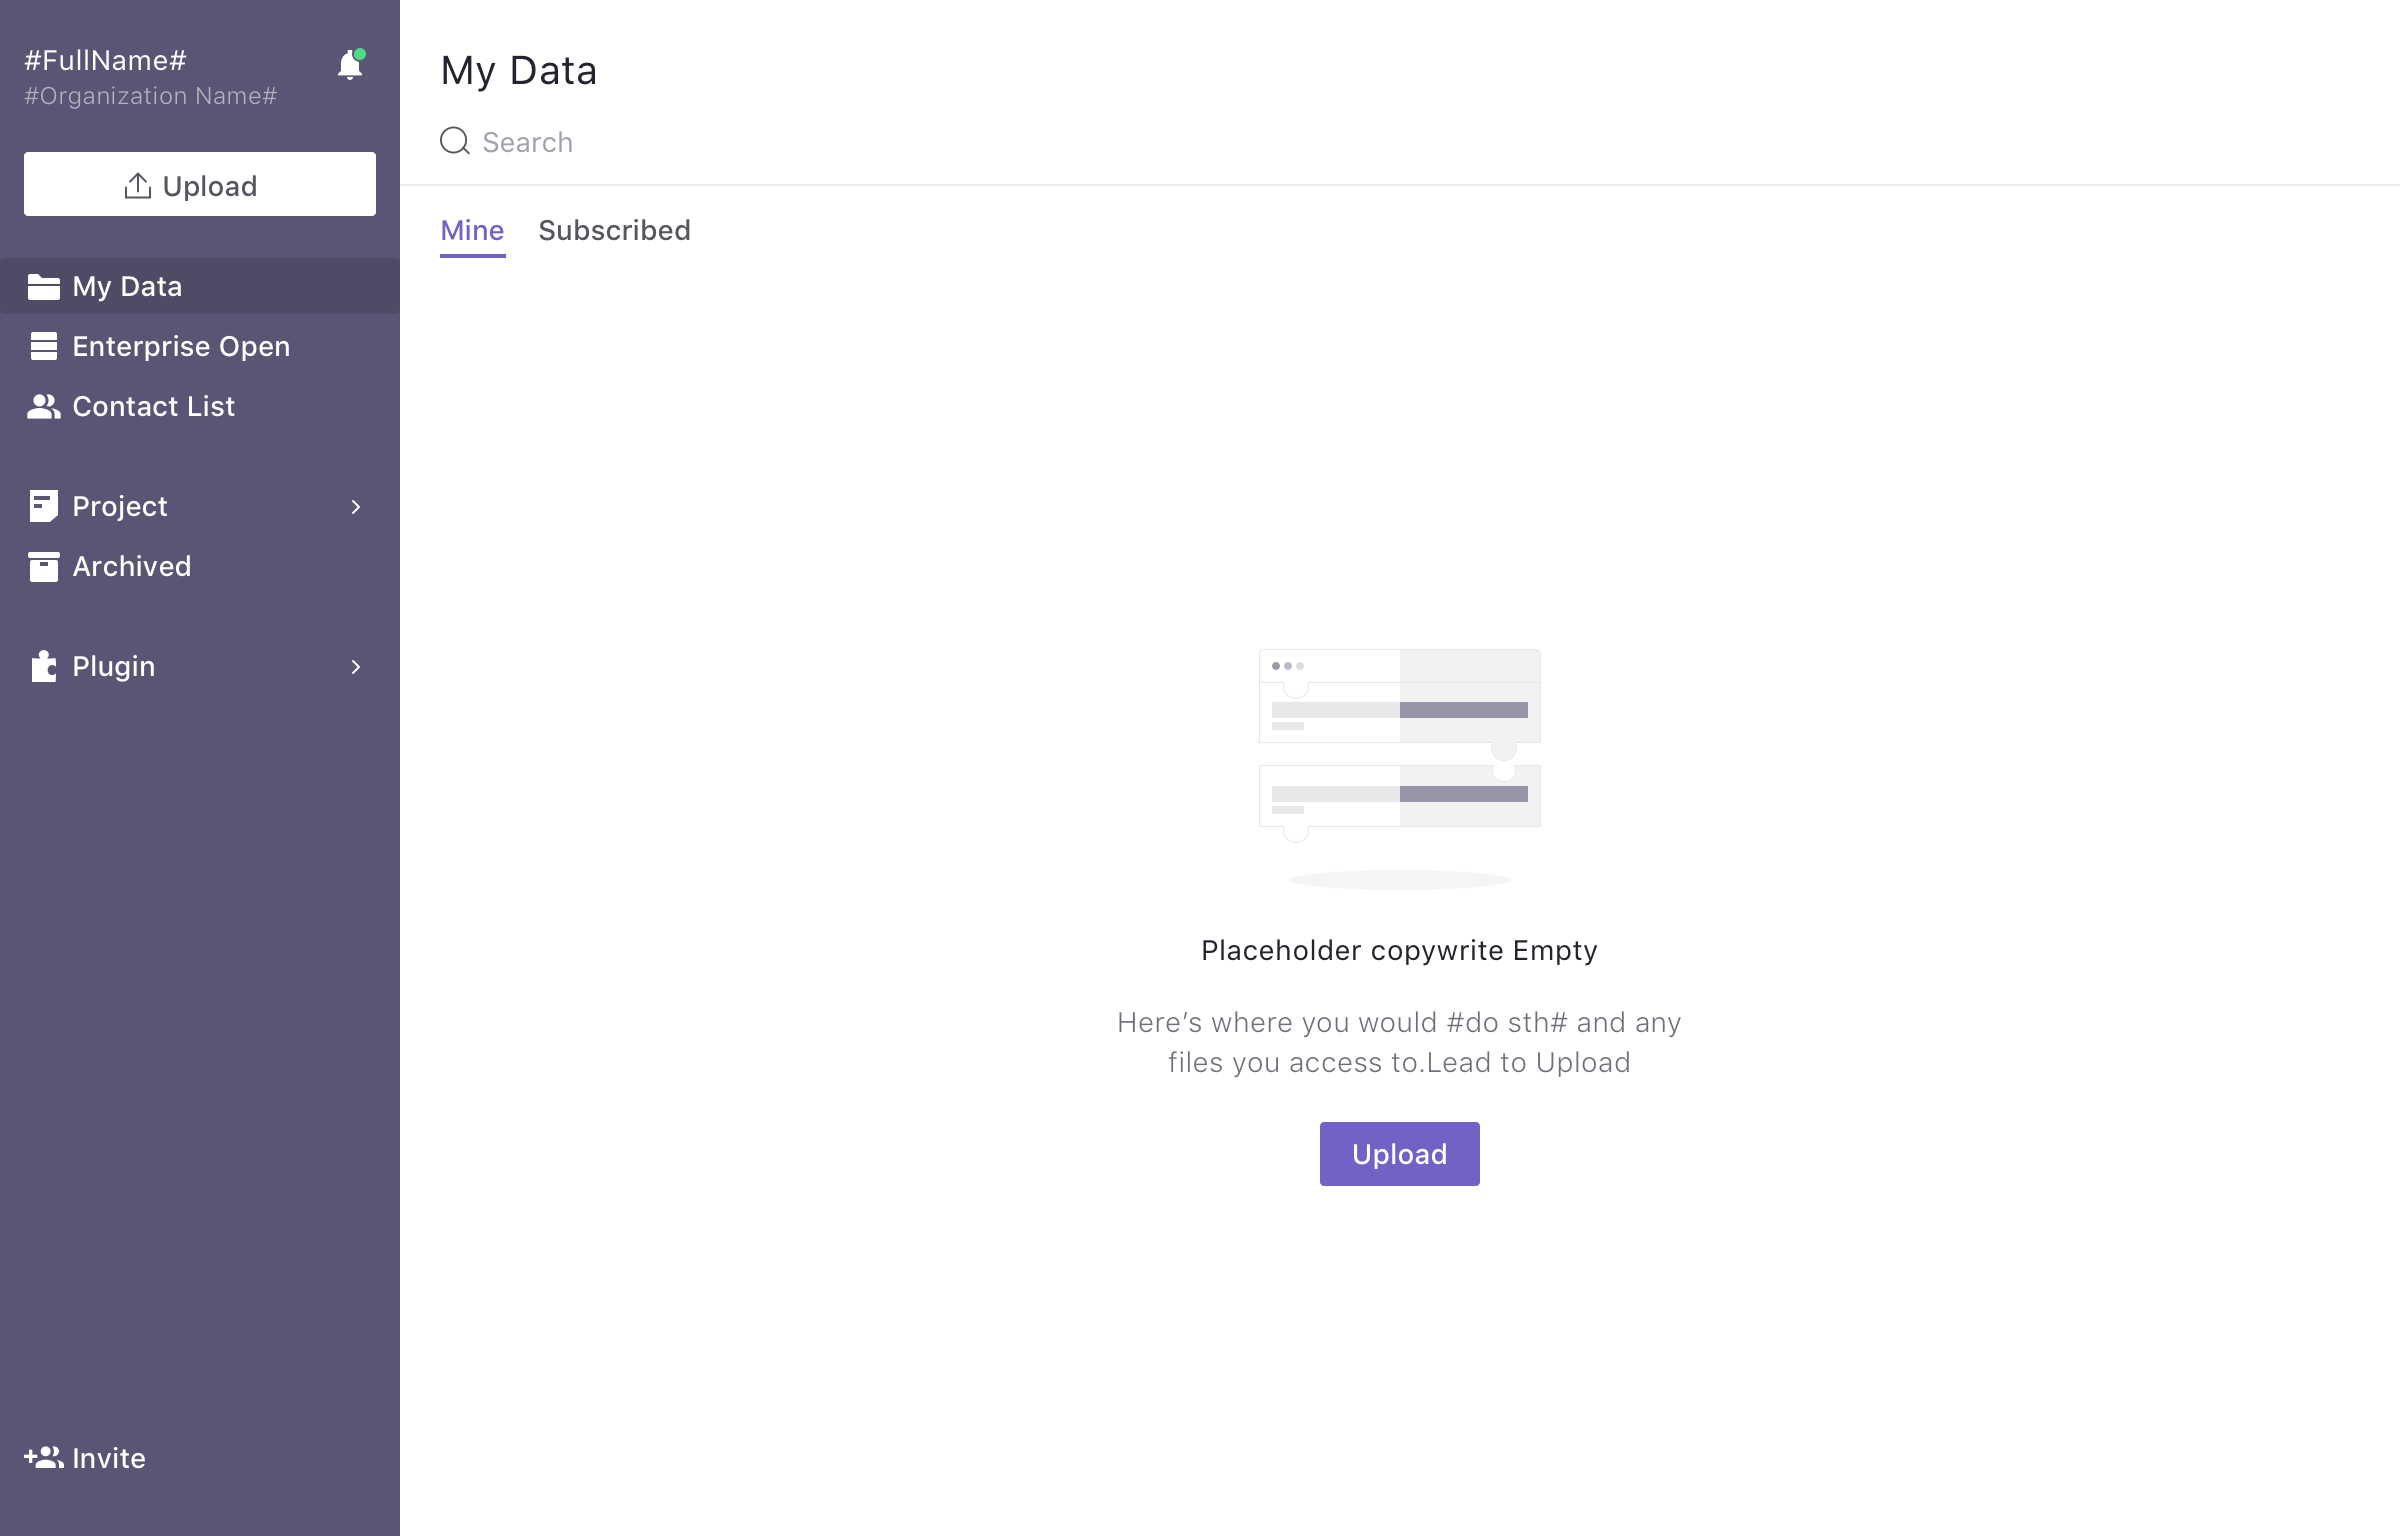 #FullName#
#Organization Name#
Upload
My Data
Enterprise Open
Contact List
Project
Archived
Plugin
Invite
My Data
Search
Mine Subscribed
Placeholder copywrite Empty
Here’s where you would #do sth# and any
files you access to.Lead to Upload
Upload